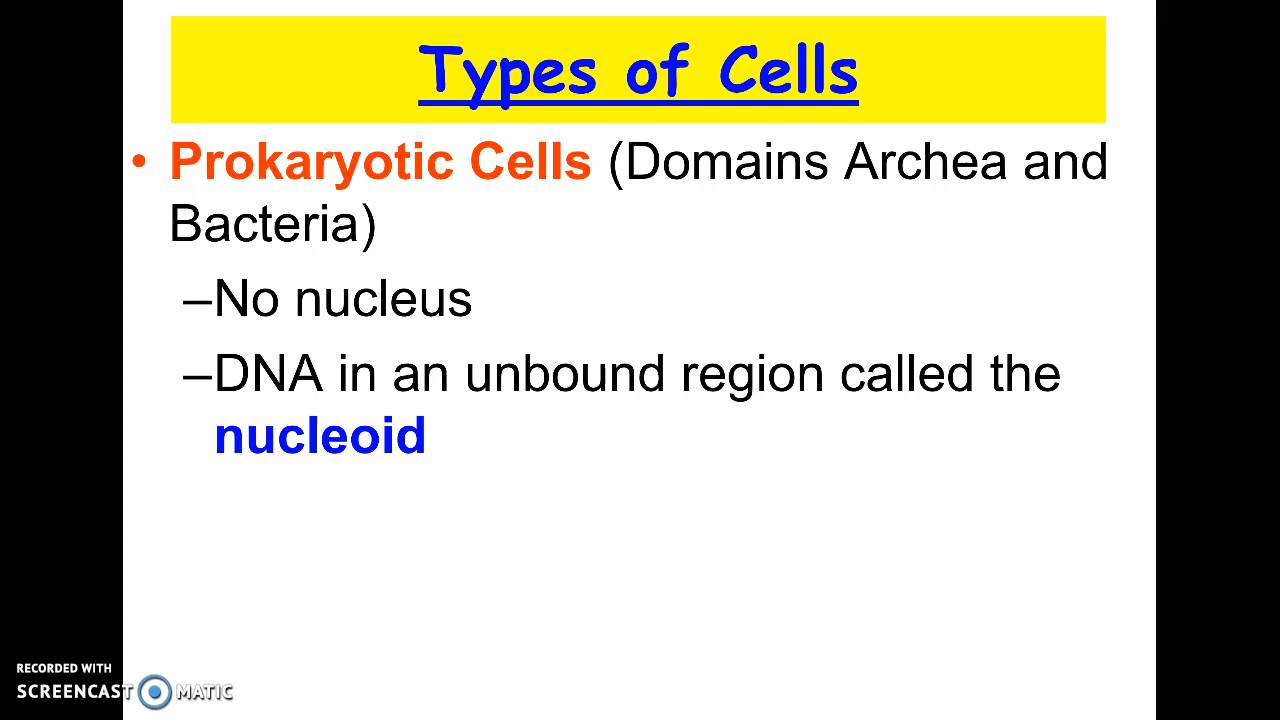 Types of Cells
• Prokaryotic Cells (Domains Archea and
Bacteria)
–No nucleus
–DNA in an unbound region called the
nucleoid
RECORDED WITH
SCREENCAST MATIC